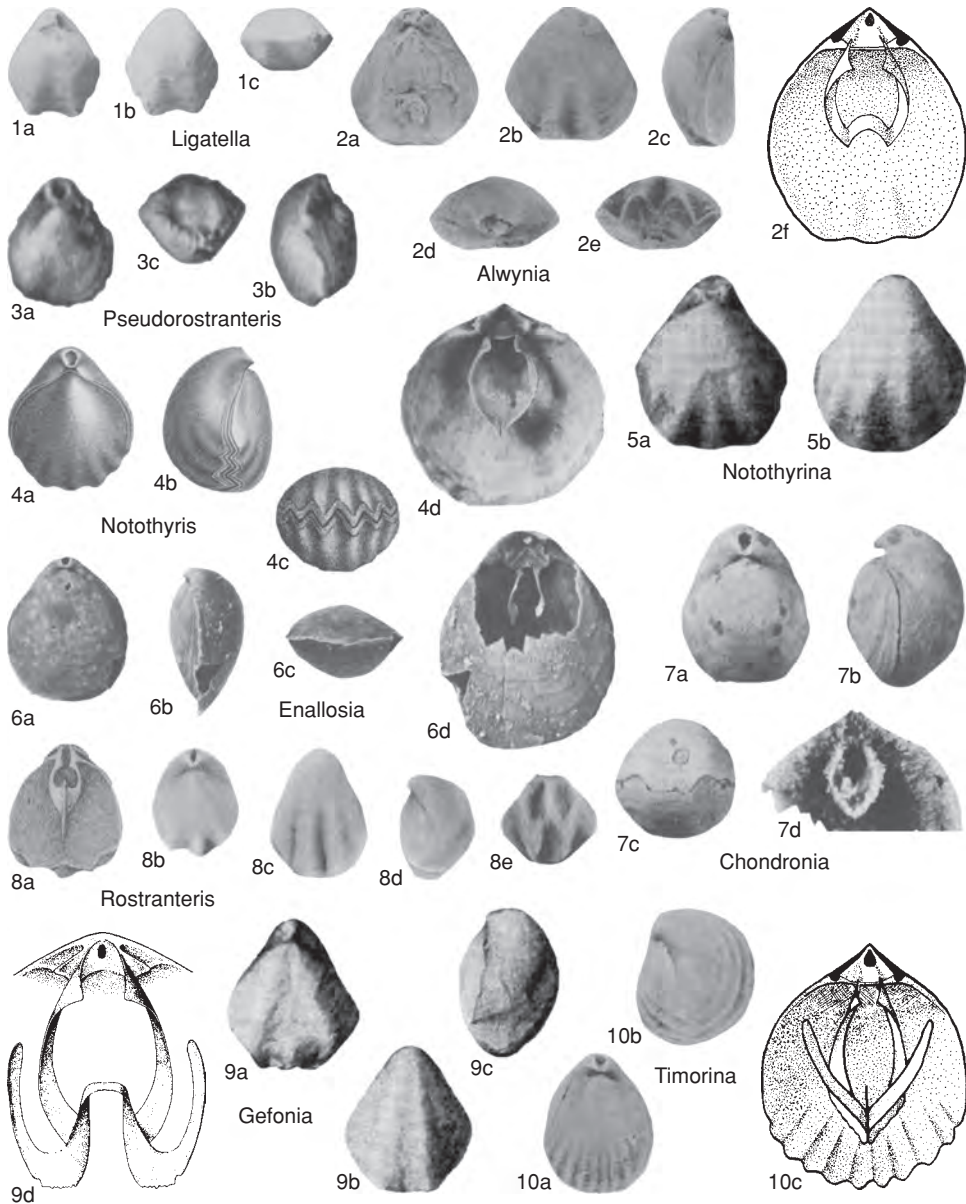 1a
1b
1c
Ligatella
2a
2b
2c
2d
2e
2f
Alwynia
3a
3c
3b
Pseudorostranteris
4a
4b
4c
4d
Notothyris
5a
5b
Notothyrina
6a
6b
6c
6d
Enallosia
7a
7b
7c
7d
Chondronia
8a
8b
8c
8d
8e
Rostranteris
9d
9a
9b
9c
Gefonia
10b
Timorina
10a
10c